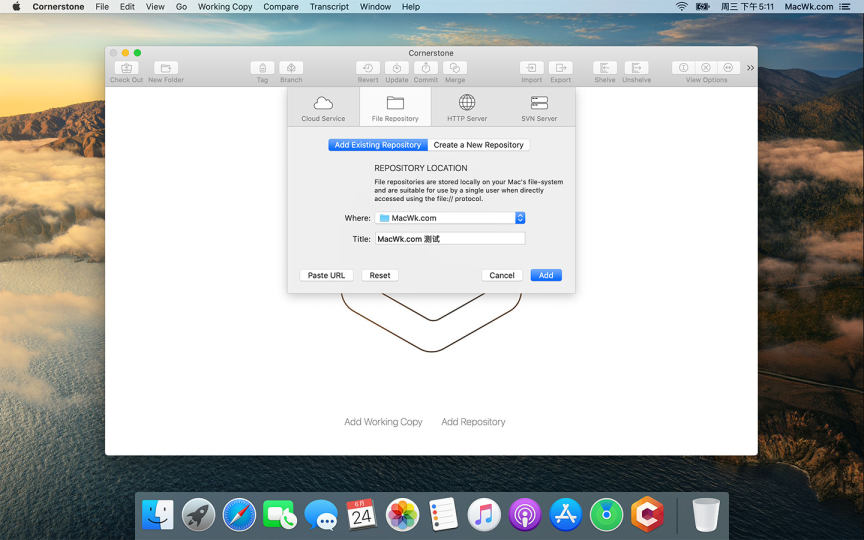 Cornerstone File Edit View Go Working Copy Compare Transcript Window Help 周三 下午5:11 MacWk.com
Cornerstone
Check Out New Folder Tag Branch Revert Update Commit Merge Import Export Shelve Unshelve View Options
Cloud Service File Repository HTTP Server SVN Server
Add Existing Repository Create a New Repository
REPOSITORY LOCATION
File repositories are stored locally on your Mac's file-system
and are suitable for use by a single user when directly
accessed using the file:// protocol.
Where: MacWk.com
Title: MacWk.com 测试
Paste URL Reset Cancel Add
Add Working Copy Add Repository
6月
24